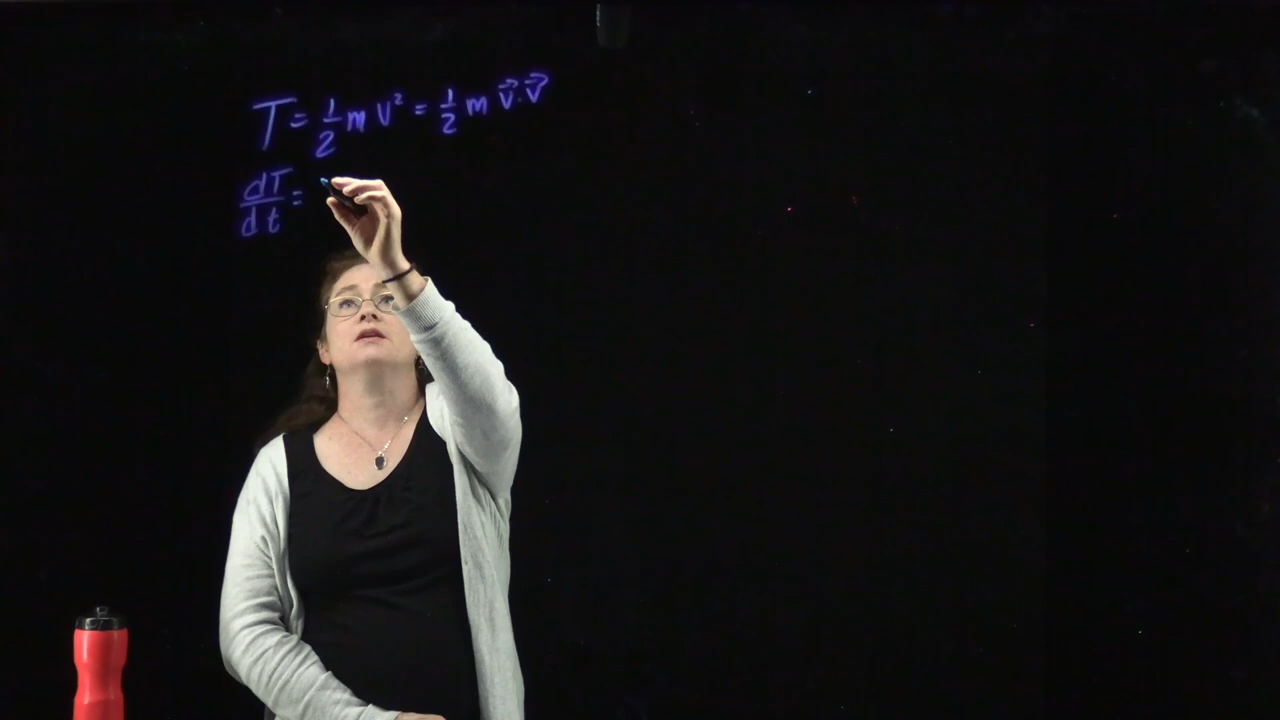 T = 1/2 m v² = 1/2 m v⃗ · v⃗
dT/dt =